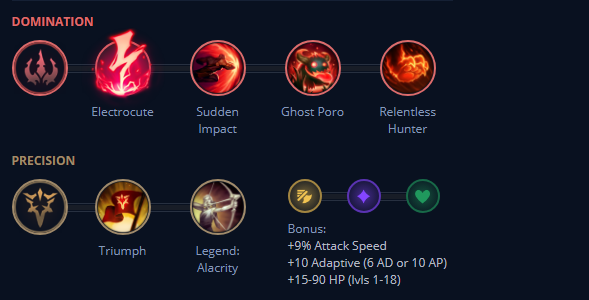 DOMINATION
Electrocute
Sudden
Impact
Ghost Poro
Relentless
Hunter
PRECISION
Triumph
Legend:
Alacrity
Bonus:
+9% Attack Speed
+10 Adaptive (6 AD or 10 AP)
+15-90 HP (lvls 1-18)